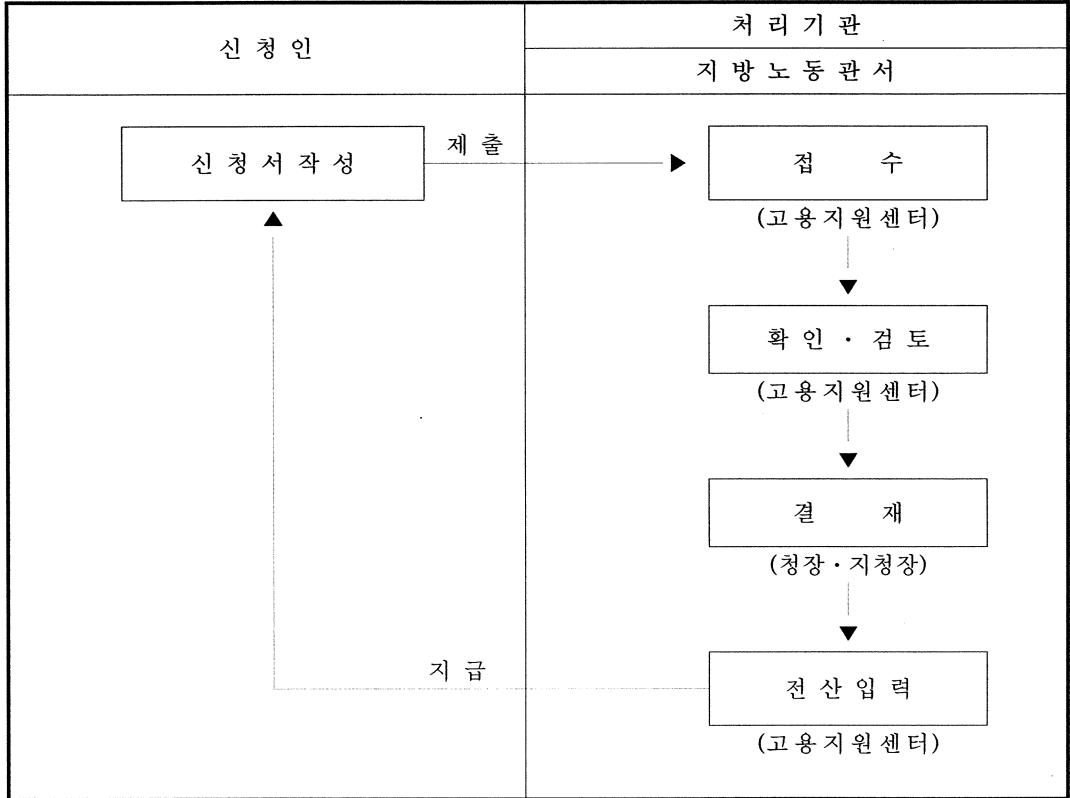 신 청 인
처 리 기 관
지 방 노 동 관 서
신 청 서 작 성
제 출
접 수
(고 용 지 원 센 터)
확 인 · 검 토
(고 용 지 원 센 터)
결 재
(청장 · 지청장)
지 급
전 산 입 력
(고 용 지 원 센 터)